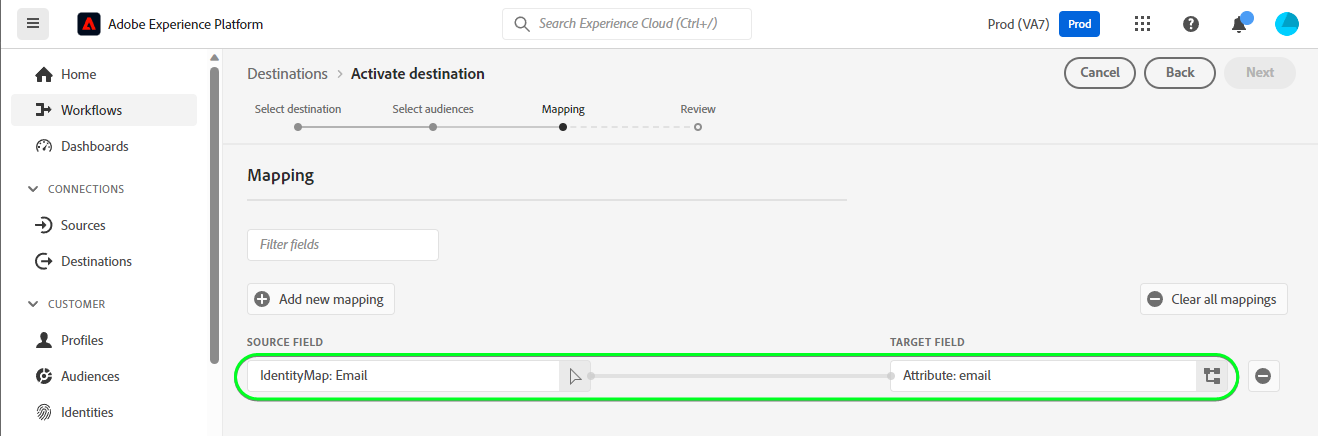 Adobe Experience Platform
Search Experience Cloud (Ctrl+/)
Prod (VA7)
Prod
Home
Workflows
Dashboards
CONNECTIONS
Sources
Destinations
CUSTOMER
Profiles
Audiences
Identities
Destinations > Activate destination
Cancel
Back
Next
Select destination
Select audiences
Mapping
Review
Mapping
Filter fields
Add new mapping
Clear all mappings
SOURCE FIELD
TARGET FIELD
IdentityMap: Email
Attribute: email